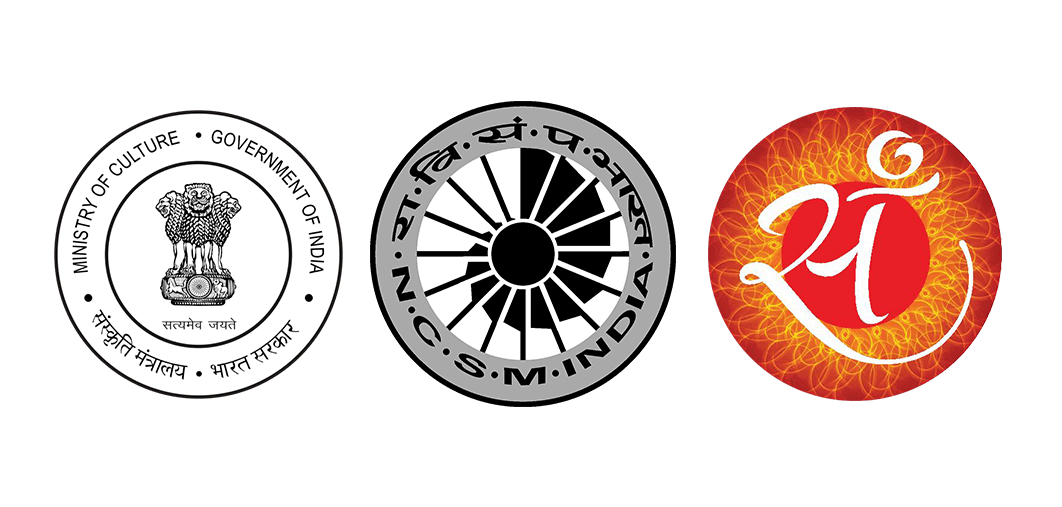 MINISTRY OF CULTURE • GOVERNMENT OF INDIA
सत्यमेव जयते
संस्कृति मंत्रालय • भारत सरकार
रा·वि·सं·प·भारत
N·C·S·M·INDIA
सं